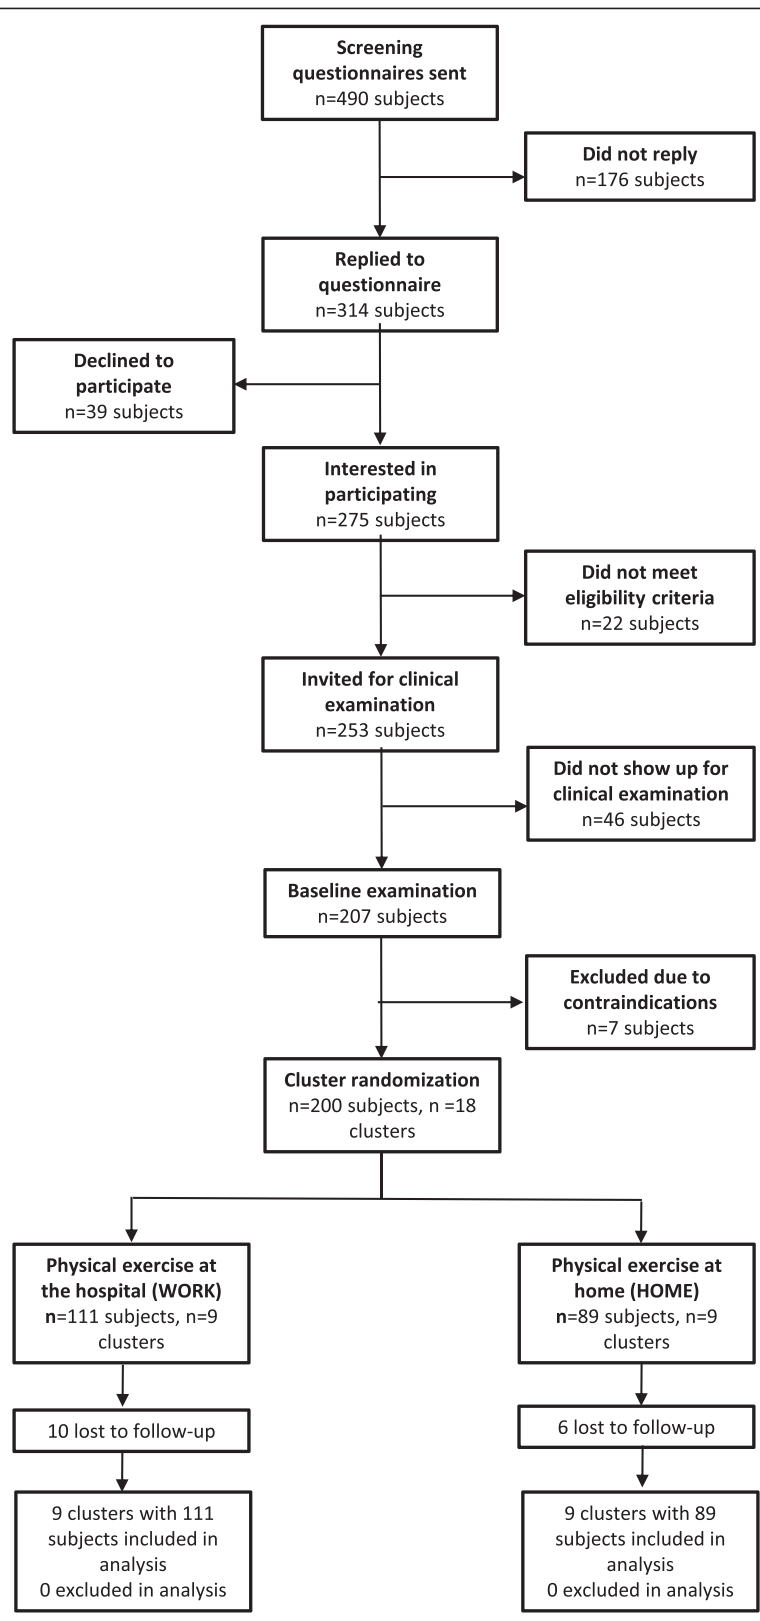 Screening
questionnaires sent
n=490 subjects
Did not reply
n=176 subjects
Replied to
questionnaire
n=314 subjects
Declined to
participate
n=39 subjects
Interested in
participating
n=275 subjects
Did not meet
eligibility criteria
n=22 subjects
Invited for clinical
examination
n=253 subjects
Did not show up for
clinical examination
n=46 subjects
Baseline examination
n=207 subjects
Excluded due to
contraindications
n=7 subjects
Cluster randomization
n=200 subjects, n =18
clusters
Physical exercise at
the hospital (WORK)
n=111 subjects, n=9
clusters
Physical exercise at
home (HOME)
n=89 subjects, n=9
clusters
10 lost to follow-up
6 lost to follow-up
9 clusters with 111
subjects included in
analysis
0 excluded in analysis
9 clusters with 89
subjects included in
analysis
0 excluded in analysis